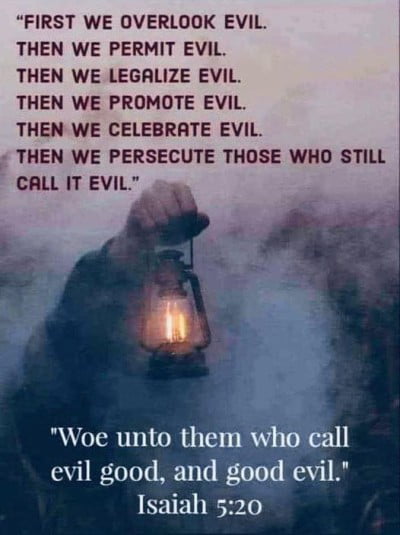 “FIRST WE OVERLOOK EVIL.
THEN WE PERMIT EVIL.
THEN WE LEGALIZE EVIL.
THEN WE PROMOTE EVIL.
THEN WE CELEBRATE EVIL.
THEN WE PERSECUTE THOSE WHO STILL
CALL IT EVIL.”
"Woe unto them who call
evil good, and good evil."
Isaiah 5:20